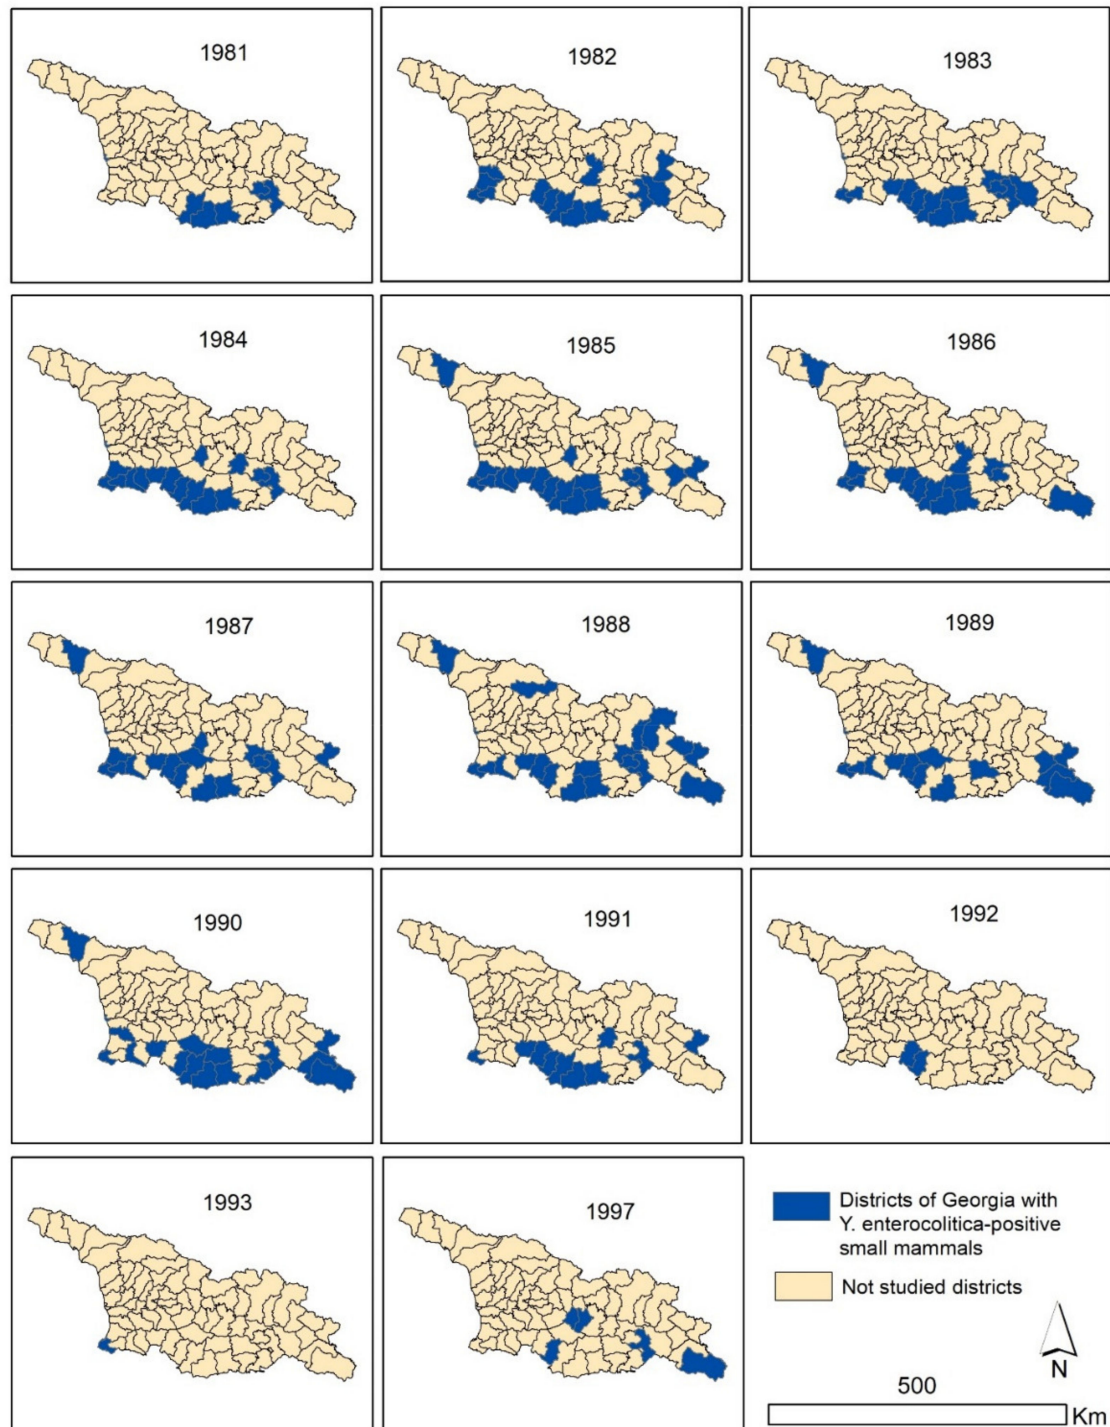 1981
1982
1983
1984
1985
1986
1987
1988
1989
1990
1991
1992
1993
1997
Districts of Georgia with
Y. enterocolitica-positive
small mammals
Not studied districts
N
500
Km